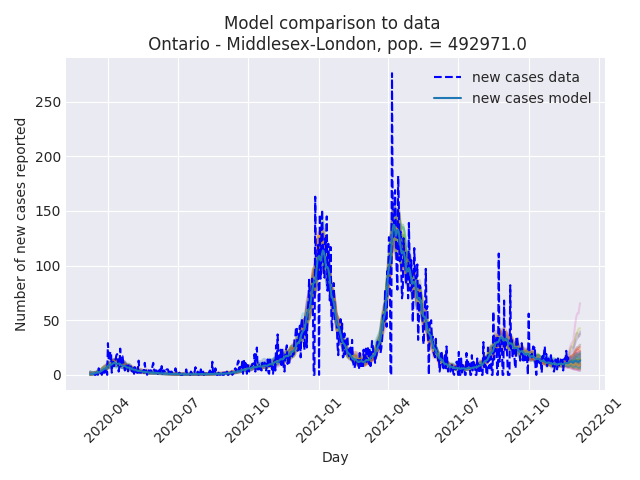 Model comparison to data
Ontario - Middlesex-London, pop. = 492971.0
new cases data
new cases model
Number of new cases reported
250
200
150
100
50
0
2020-04
2020-07
2020-10
2021-01
2021-04
2021-07
2021-10
2022-01
Day